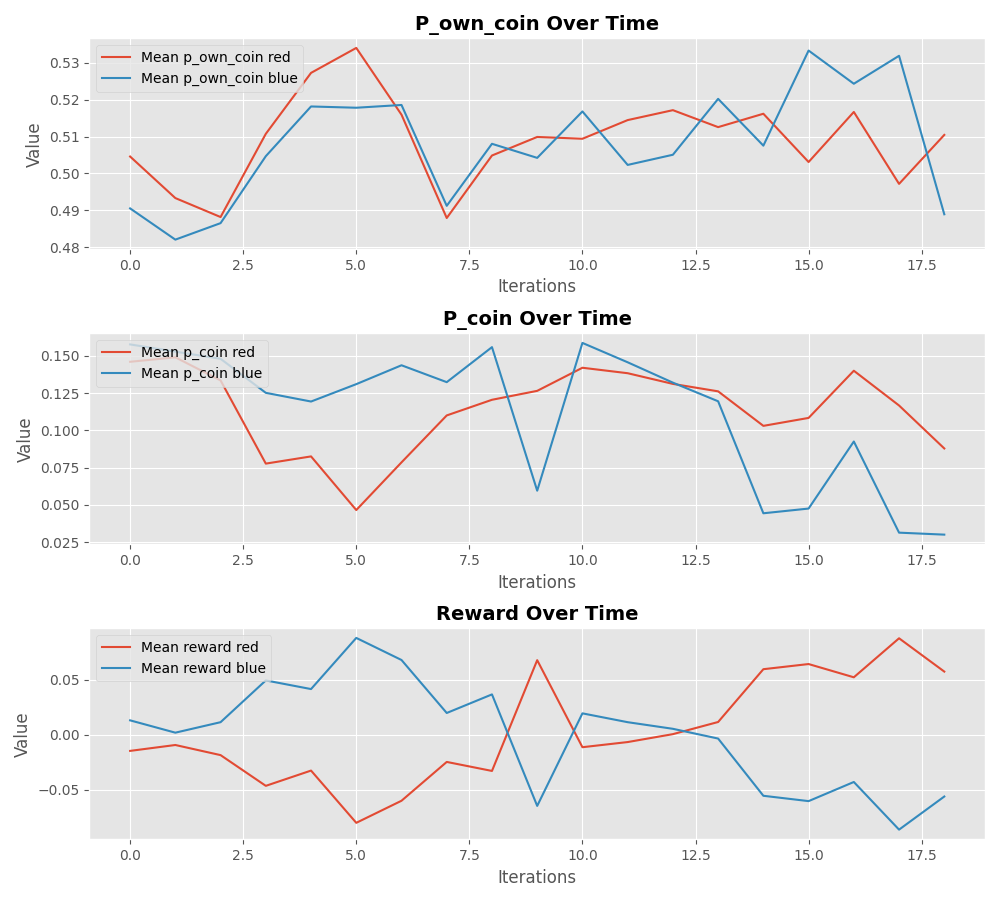 P_own_coin Over Time
Mean p_own_coin red
Mean p_own_coin blue
Value
0.53
0.52
0.51
0.50
0.49
0.48
0.0 2.5 5.0 7.5 10.0 12.5 15.0 17.5
Iterations
P_coin Over Time
Mean p_coin red
Mean p_coin blue
Value
0.150
0.125
0.100
0.075
0.050
0.025
0.0 2.5 5.0 7.5 10.0 12.5 15.0 17.5
Iterations
Reward Over Time
Mean reward red
Mean reward blue
Value
0.05
0.00
−0.05
0.0 2.5 5.0 7.5 10.0 12.5 15.0 17.5
Iterations